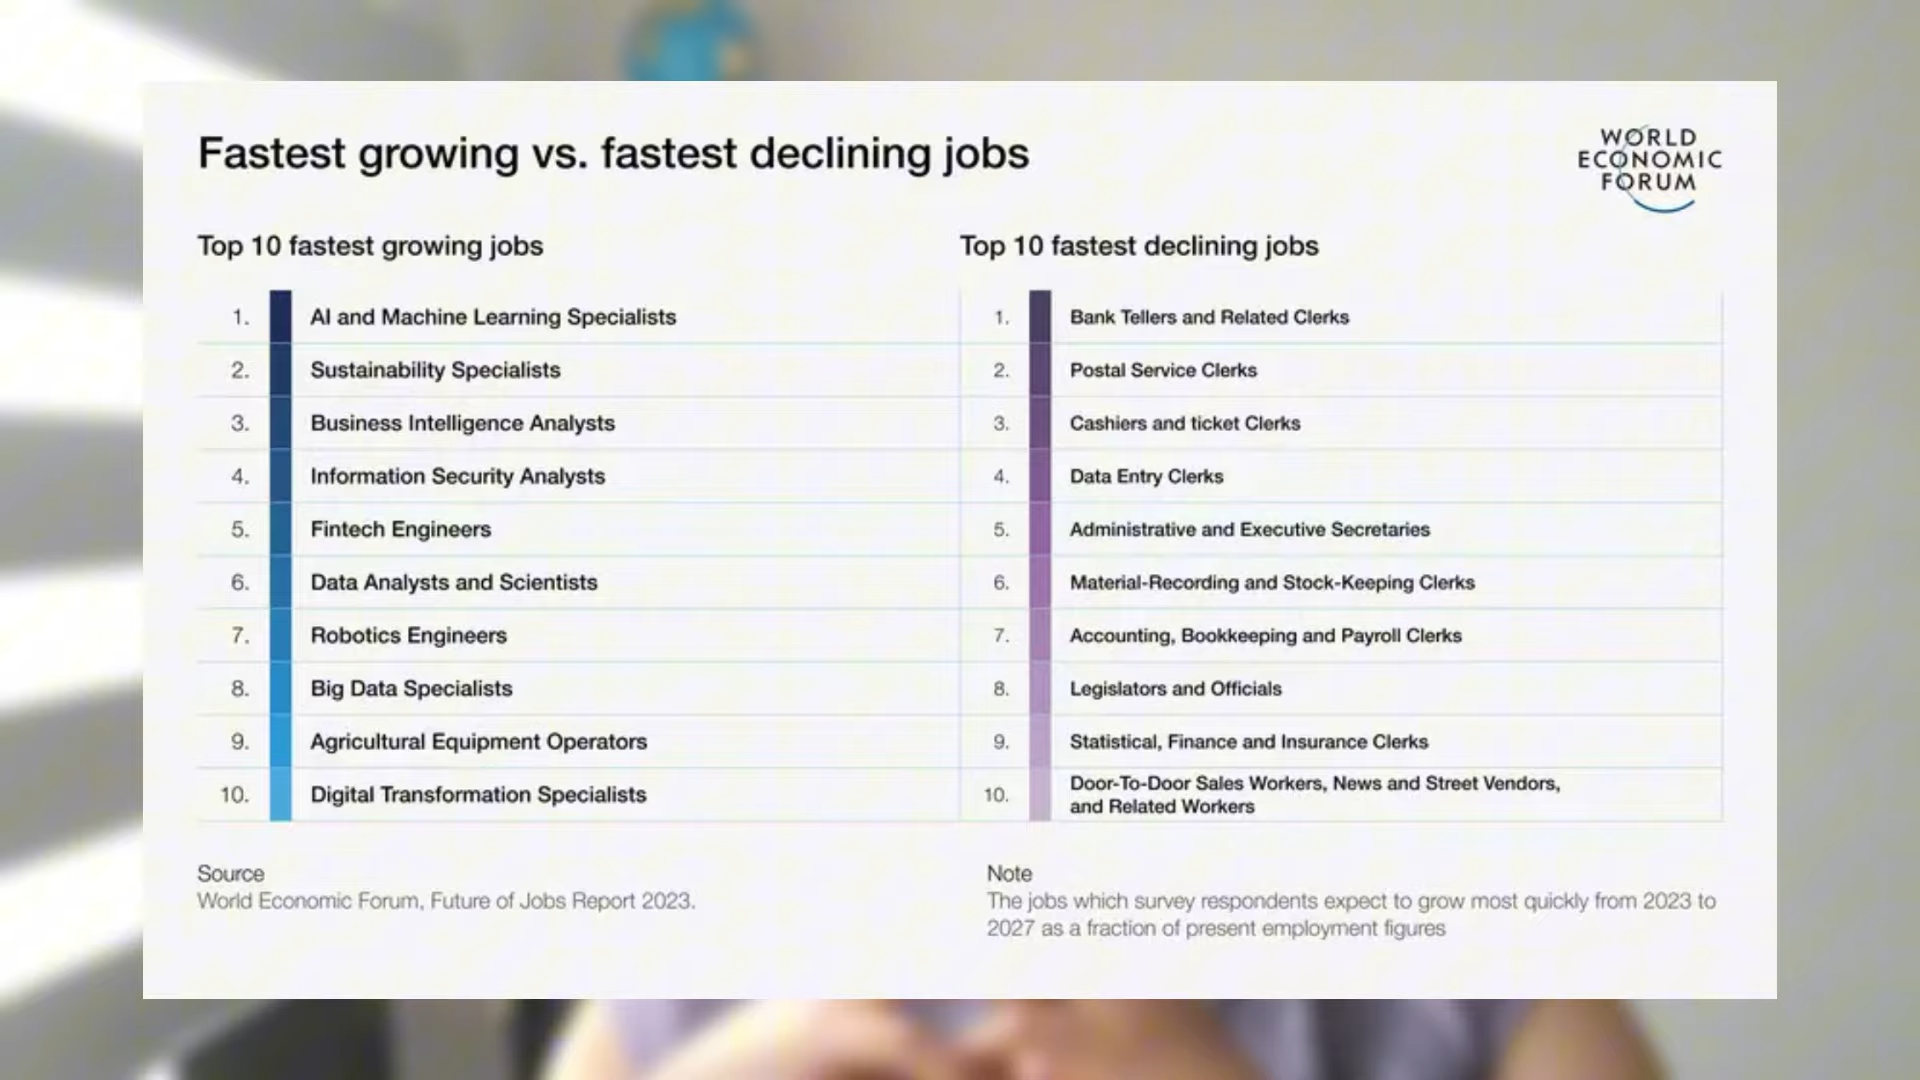 Fastest growing vs. fastest declining jobs
WORLD
ECONOMIC
FORUM
Top 10 fastest growing jobs
1. AI and Machine Learning Specialists
2. Sustainability Specialists
3. Business Intelligence Analysts
4. Information Security Analysts
5. Fintech Engineers
6. Data Analysts and Scientists
7. Robotics Engineers
8. Big Data Specialists
9. Agricultural Equipment Operators
10. Digital Transformation Specialists
Top 10 fastest declining jobs
1. Bank Tellers and Related Clerks
2. Postal Service Clerks
3. Cashiers and ticket Clerks
4. Data Entry Clerks
5. Administrative and Executive Secretaries
6. Material-Recording and Stock-Keeping Clerks
7. Accounting, Bookkeeping and Payroll Clerks
8. Legislators and Officials
9. Statistical, Finance and Insurance Clerks
10. Door-To-Door Sales Workers, News and Street Vendors,
and Related Workers
Source
World Economic Forum, Future of Jobs Report 2023.
Note
The jobs which survey respondents expect to grow most quickly from 2023 to
2027 as a fraction of present employment figures